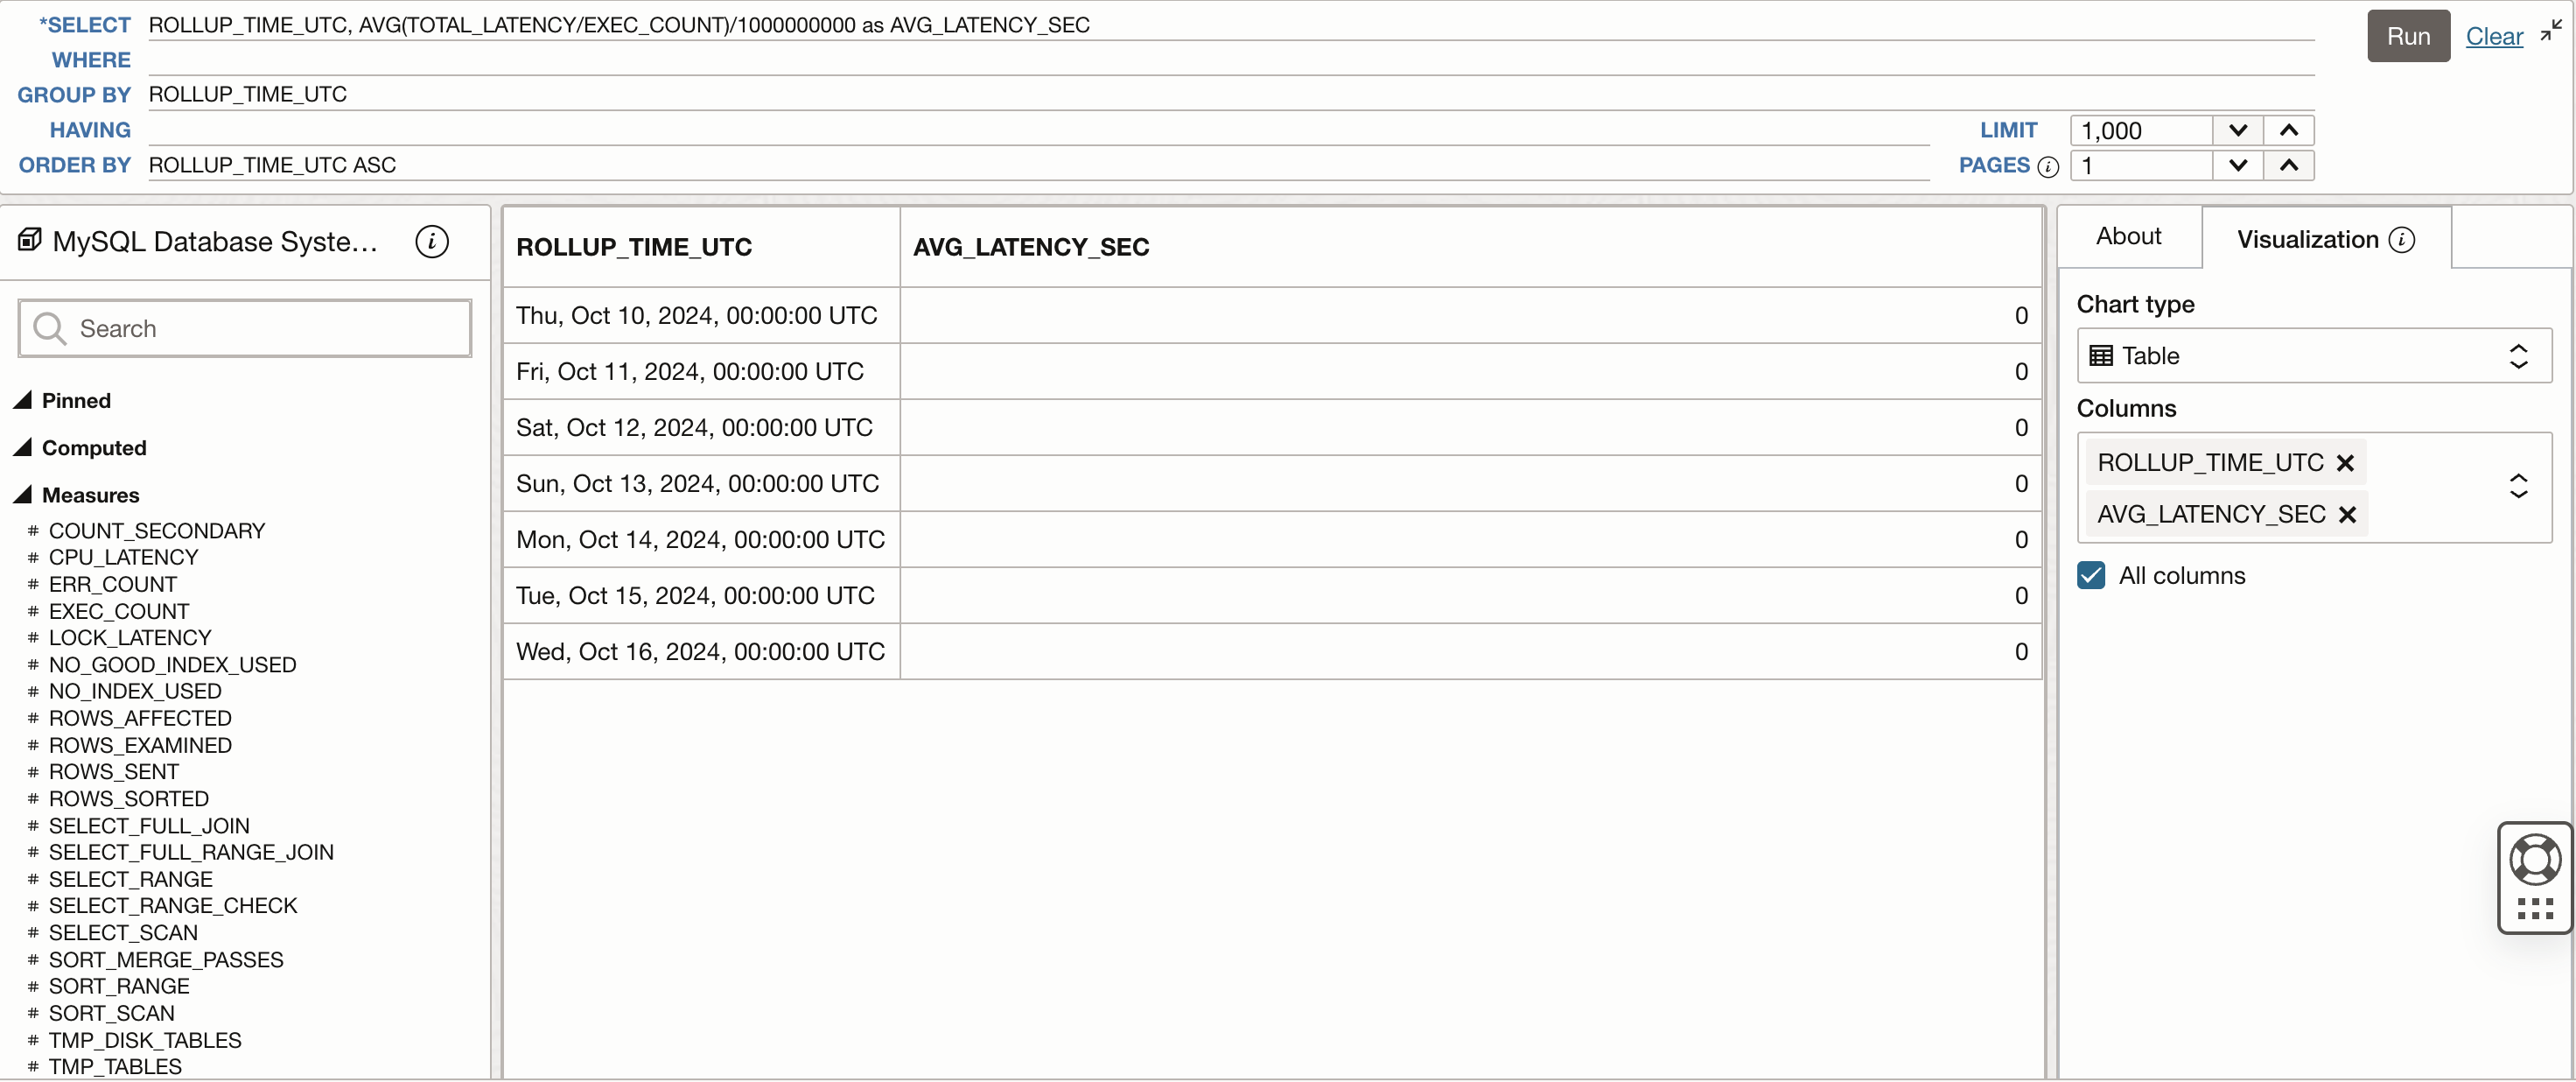 *SELECT ROLLUP_TIME_UTC, AVG(TOTAL_LATENCY/EXEC_COUNT)/1000000000 as AVG_LATENCY_SEC
Run Clear
WHERE
GROUP BY ROLLUP_TIME_UTC
HAVING
LIMIT 1,000
ORDER BY ROLLUP_TIME_UTC ASC
PAGES i 1
MySQL Database Syste... i
Search
Pinned
Computed
Measures
# COUNT_SECONDARY
# CPU_LATENCY
# ERR_COUNT
# EXEC_COUNT
# LOCK_LATENCY
# NO_GOOD_INDEX_USED
# NO_INDEX_USED
# ROWS_AFFECTED
# ROWS_EXAMINED
# ROWS_SENT
# ROWS_SORTED
# SELECT_FULL_JOIN
# SELECT_FULL_RANGE_JOIN
# SELECT_RANGE
# SELECT_RANGE_CHECK
# SELECT_SCAN
# SORT_MERGE_PASSES
# SORT_RANGE
# SORT_SCAN
# TMP_DISK_TABLES
# TMP_TABLES
ROLLUP_TIME_UTC AVG_LATENCY_SEC
Thu, Oct 10, 2024, 00:00:00 UTC 0
Fri, Oct 11, 2024, 00:00:00 UTC 0
Sat, Oct 12, 2024, 00:00:00 UTC 0
Sun, Oct 13, 2024, 00:00:00 UTC 0
Mon, Oct 14, 2024, 00:00:00 UTC 0
Tue, Oct 15, 2024, 00:00:00 UTC 0
Wed, Oct 16, 2024, 00:00:00 UTC 0
About Visualization i
Chart type
Table
Columns
ROLLUP_TIME_UTC
AVG_LATENCY_SEC
All columns